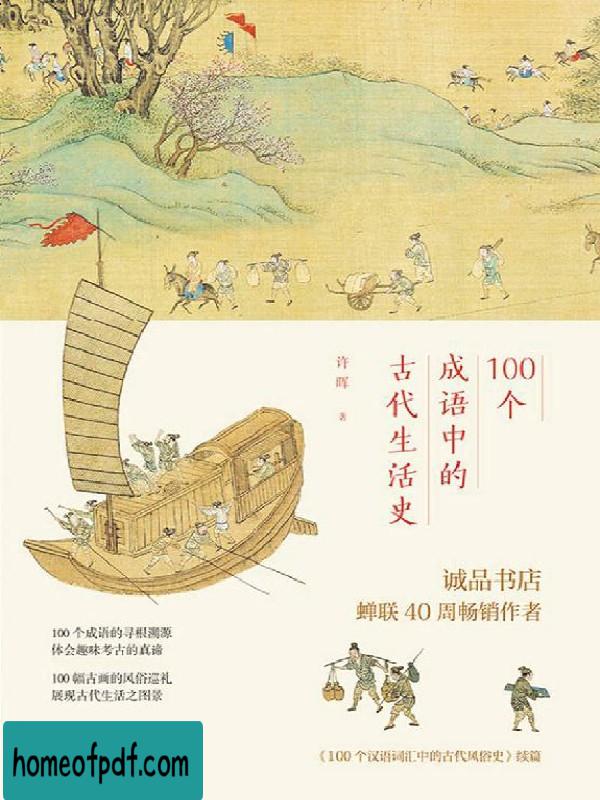 100个
成语中的
古代生活史
许晖 著
诚品书店
蝉联40周畅销作者
100个成语的寻根溯源
体会趣味考古的真谛
100幅古画的风俗巡礼
展现古代生活之图景
《100个汉语词汇中的古代风俗史》续篇
homeofpdf.com